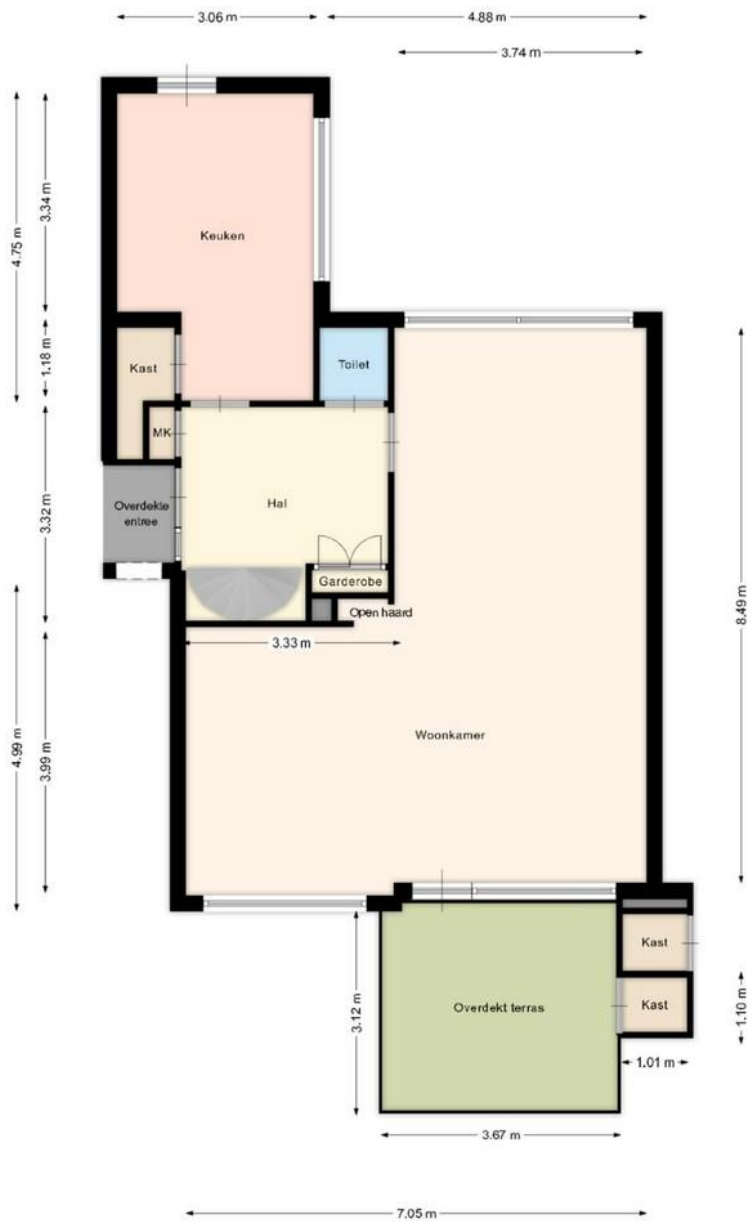 3.06 m
4.88 m
3.74 m
4.75 m
3.34 m
Keuken
1.18 m
Kast
Toilet
MK
3.32 m
Overdekte
entree
Hal
Garderobe
Open haard
8.49 m
3.33 m
Woonkamer
4.99 m
3.99 m
Kast
3.12 m
Overdekt terras
Kast
1.10 m
1.01 m
3.67 m
7.05 m